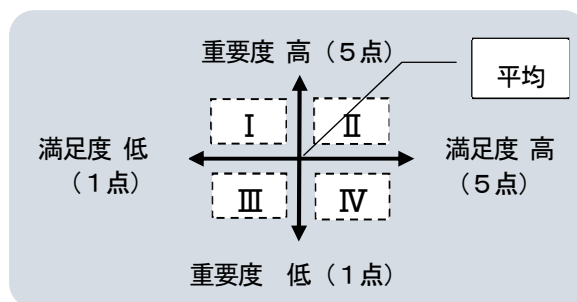 重要度 高（５点）
平均
Ⅰ
Ⅱ
満足度 低
（１点）
満足度 高
（５点）
Ⅲ
Ⅳ
重要度　低（１点）